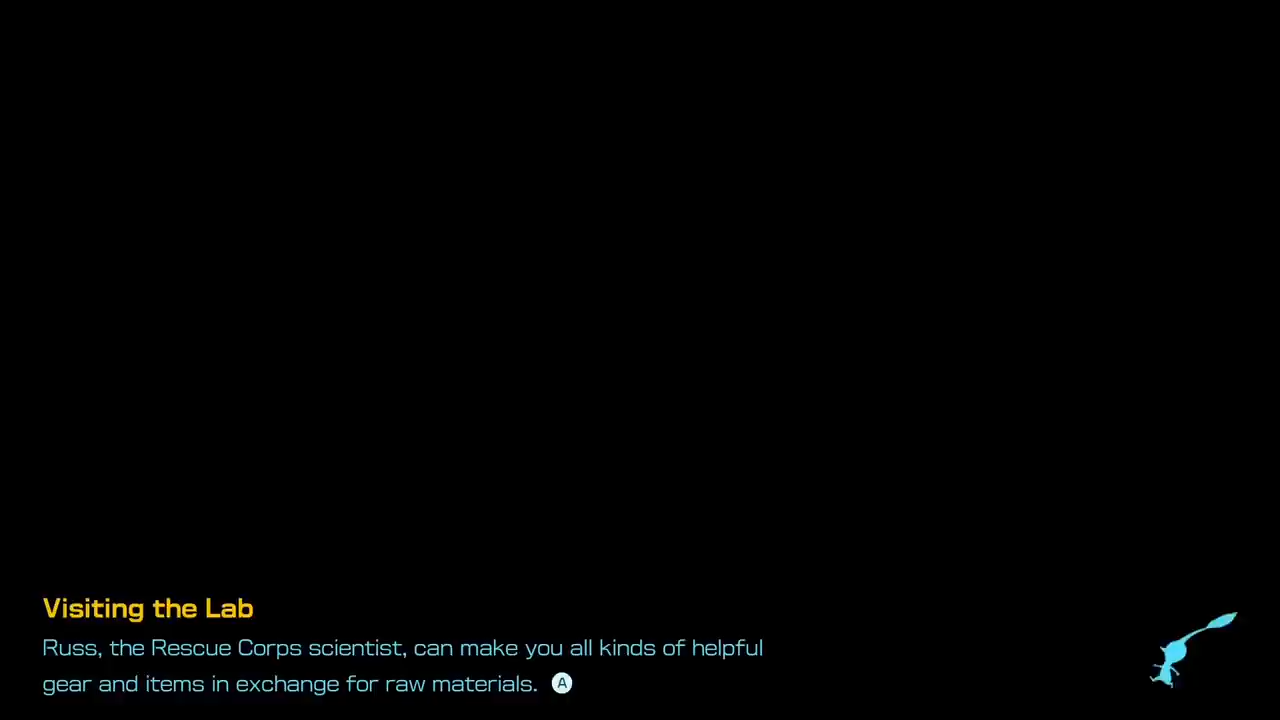 Visiting the Lab
Russ, the Rescue Corps scientist, can make you all kinds of helpful
gear and items in exchange for raw materials. A